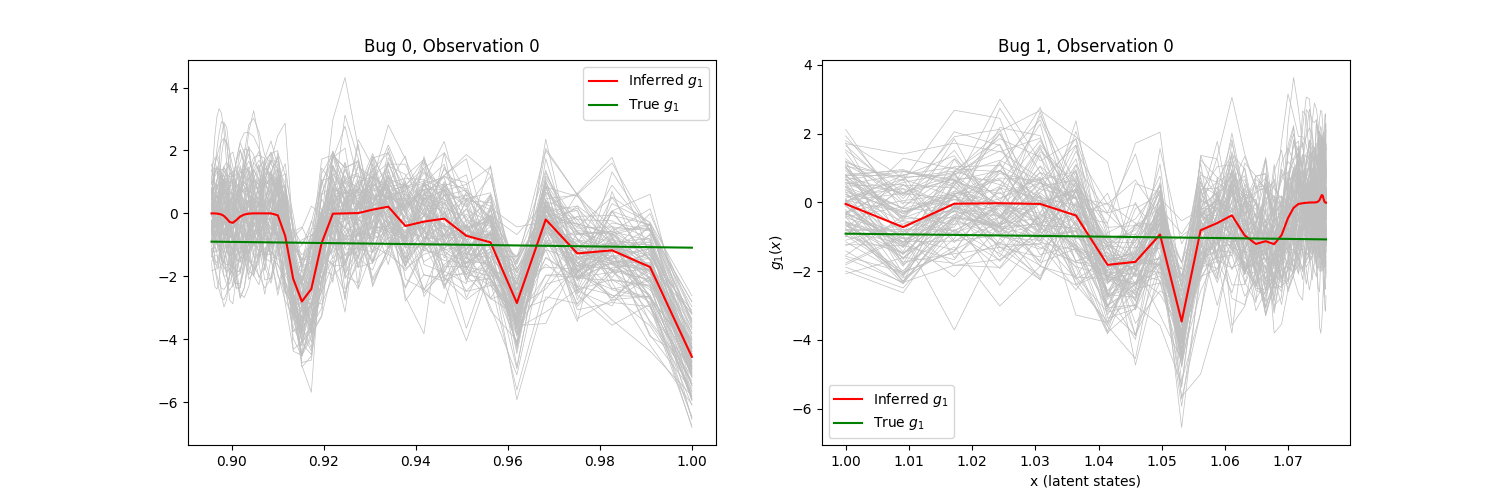 Bug 0, Observation 0
Inferred g₁
True g₁
4
2
0
−2
−4
−6
0.90 0.92 0.94 0.96 0.98 1.00
Bug 1, Observation 0
g₁(x)
4
2
0
−2
−4
−6
Inferred g₁
True g₁
1.00 1.01 1.02 1.03 1.04 1.05 1.06 1.07
x (latent states)